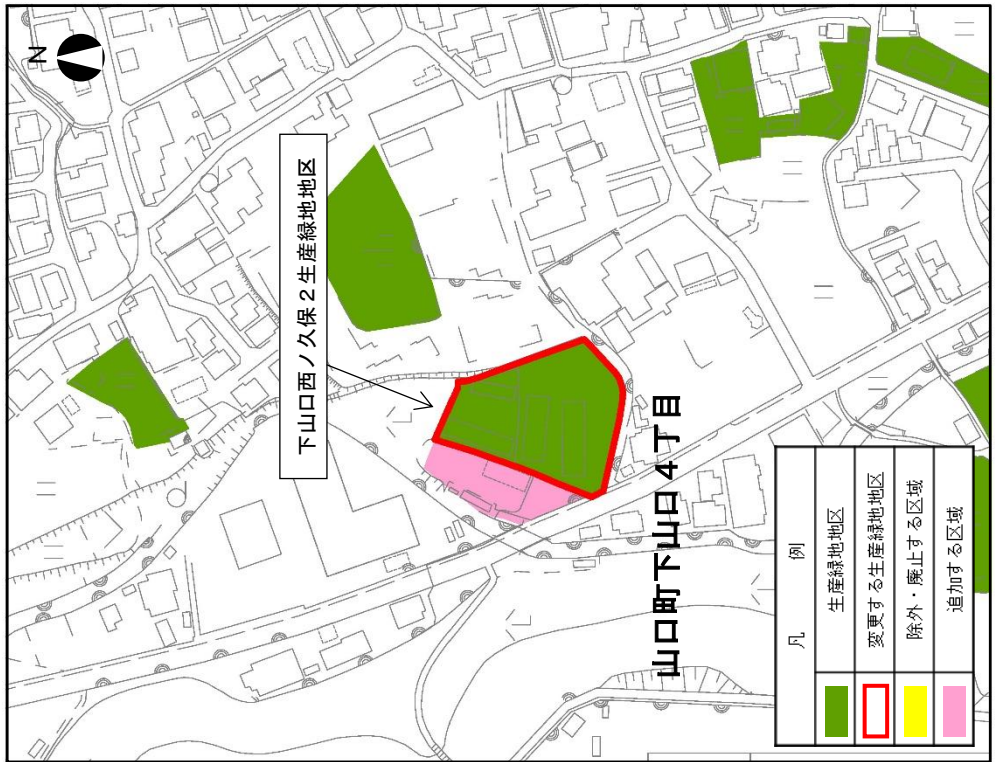 N
下山口西ノ久保2生産緑地地区
山口町下山口4丁目
凡 例
生産緑地地区
変更する生産緑地地区
除外・廃止する区域
追加する区域